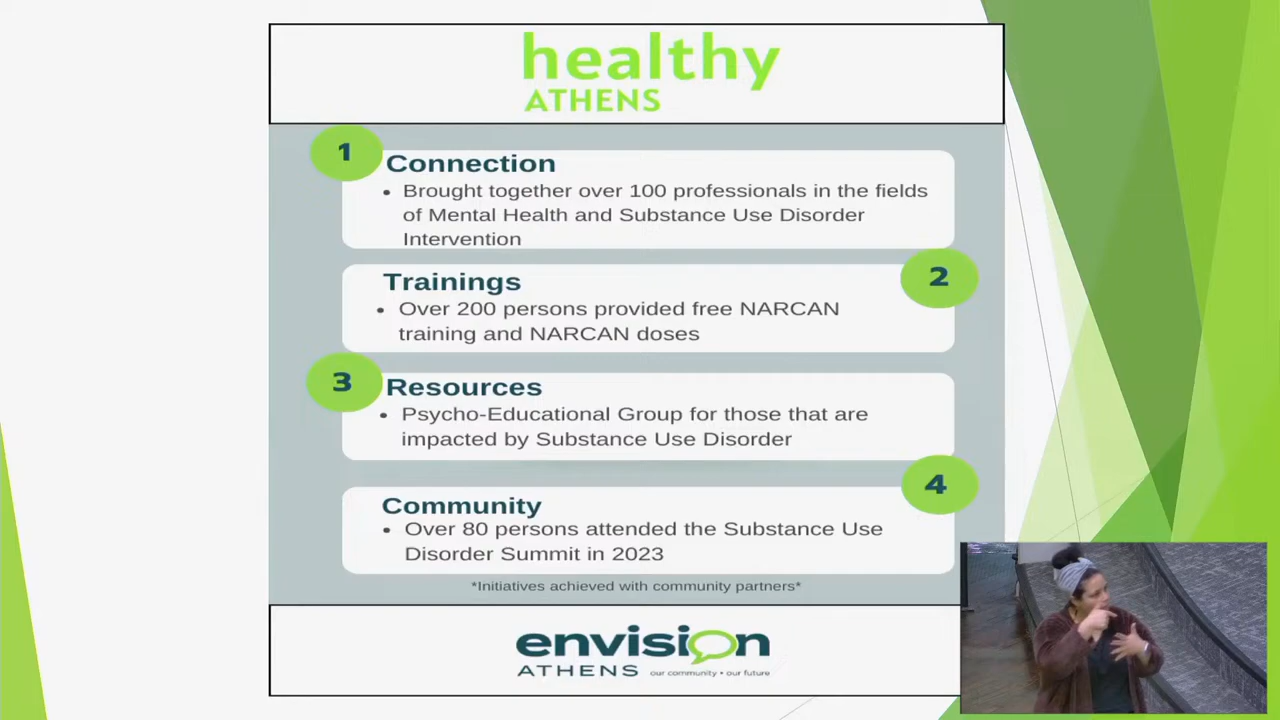 healthy
ATHENS
1
Connection
• Brought together over 100 professionals in the fields
of Mental Health and Substance Use Disorder
Intervention
2
Trainings
• Over 200 persons provided free NARCAN
training and NARCAN doses
3
Resources
• Psycho-Educational Group for those that are
impacted by Substance Use Disorder
4
Community
• Over 80 persons attended the Substance Use
Disorder Summit in 2023
*Initiatives achieved with community partners*
envision
ATHENS our community • our future